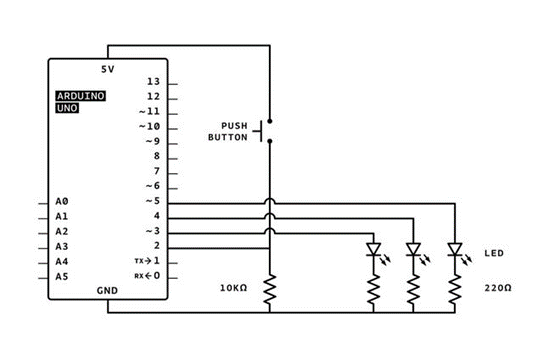 5V
ARDUINO
UNO
13
12
~11
~10
~9
8
7
~6
~5
4
~3
2
TX→1
RX←0
A0
A1
A2
A3
A4
A5
GND
PUSH
BUTTON
10KΩ
LED
220Ω